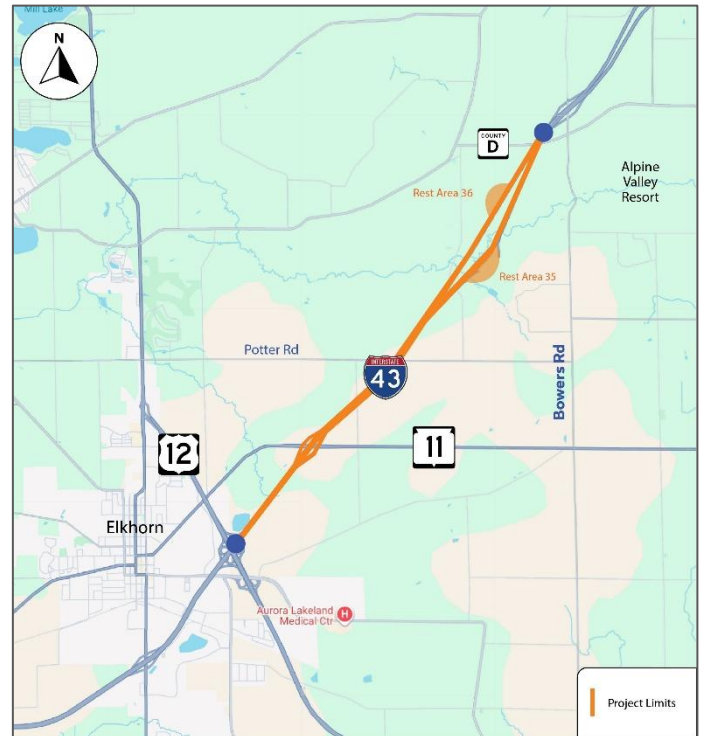 Mill Lake
N
COUNTY
D
Alpine
Valley
Resort
Rest Area 36
Rest Area 35
Potter Rd
INTERSTATE
43
Bowers Rd
12
11
Elkhorn
Aurora Lakeland
Medical Ctr
H
Project Limits